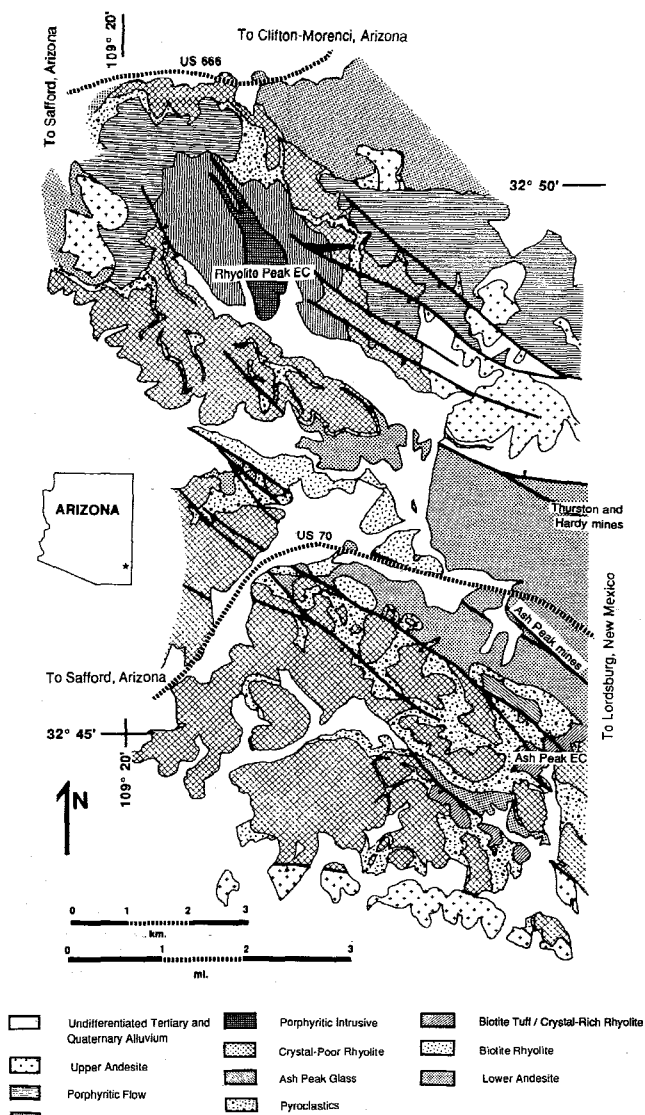 109° 20'
To Clifton-Morenci, Arizona
To Safford, Arizona
US 666
32° 50'
Rhyolite Peak EC
ARIZONA
*
Thurston and
Hardy mines
US 70
Ash Peak mines
To Lordsburg, New Mexico
To Safford, Arizona
32° 45'
109° 20'
Ash Peak EC
N
0 1 2 3
km.
0 1 2 3
mi.
Undifferentiated Tertiary and
Quaternary Alluvium
Upper Andesite
Porphyritic Flow
Porphyritic Intrusive
Crystal-Poor Rhyolite
Ash Peak Glass
Pyroclastics
Biotite Tuff / Crystal-Rich Rhyolite
Biotite Rhyolite
Lower Andesite